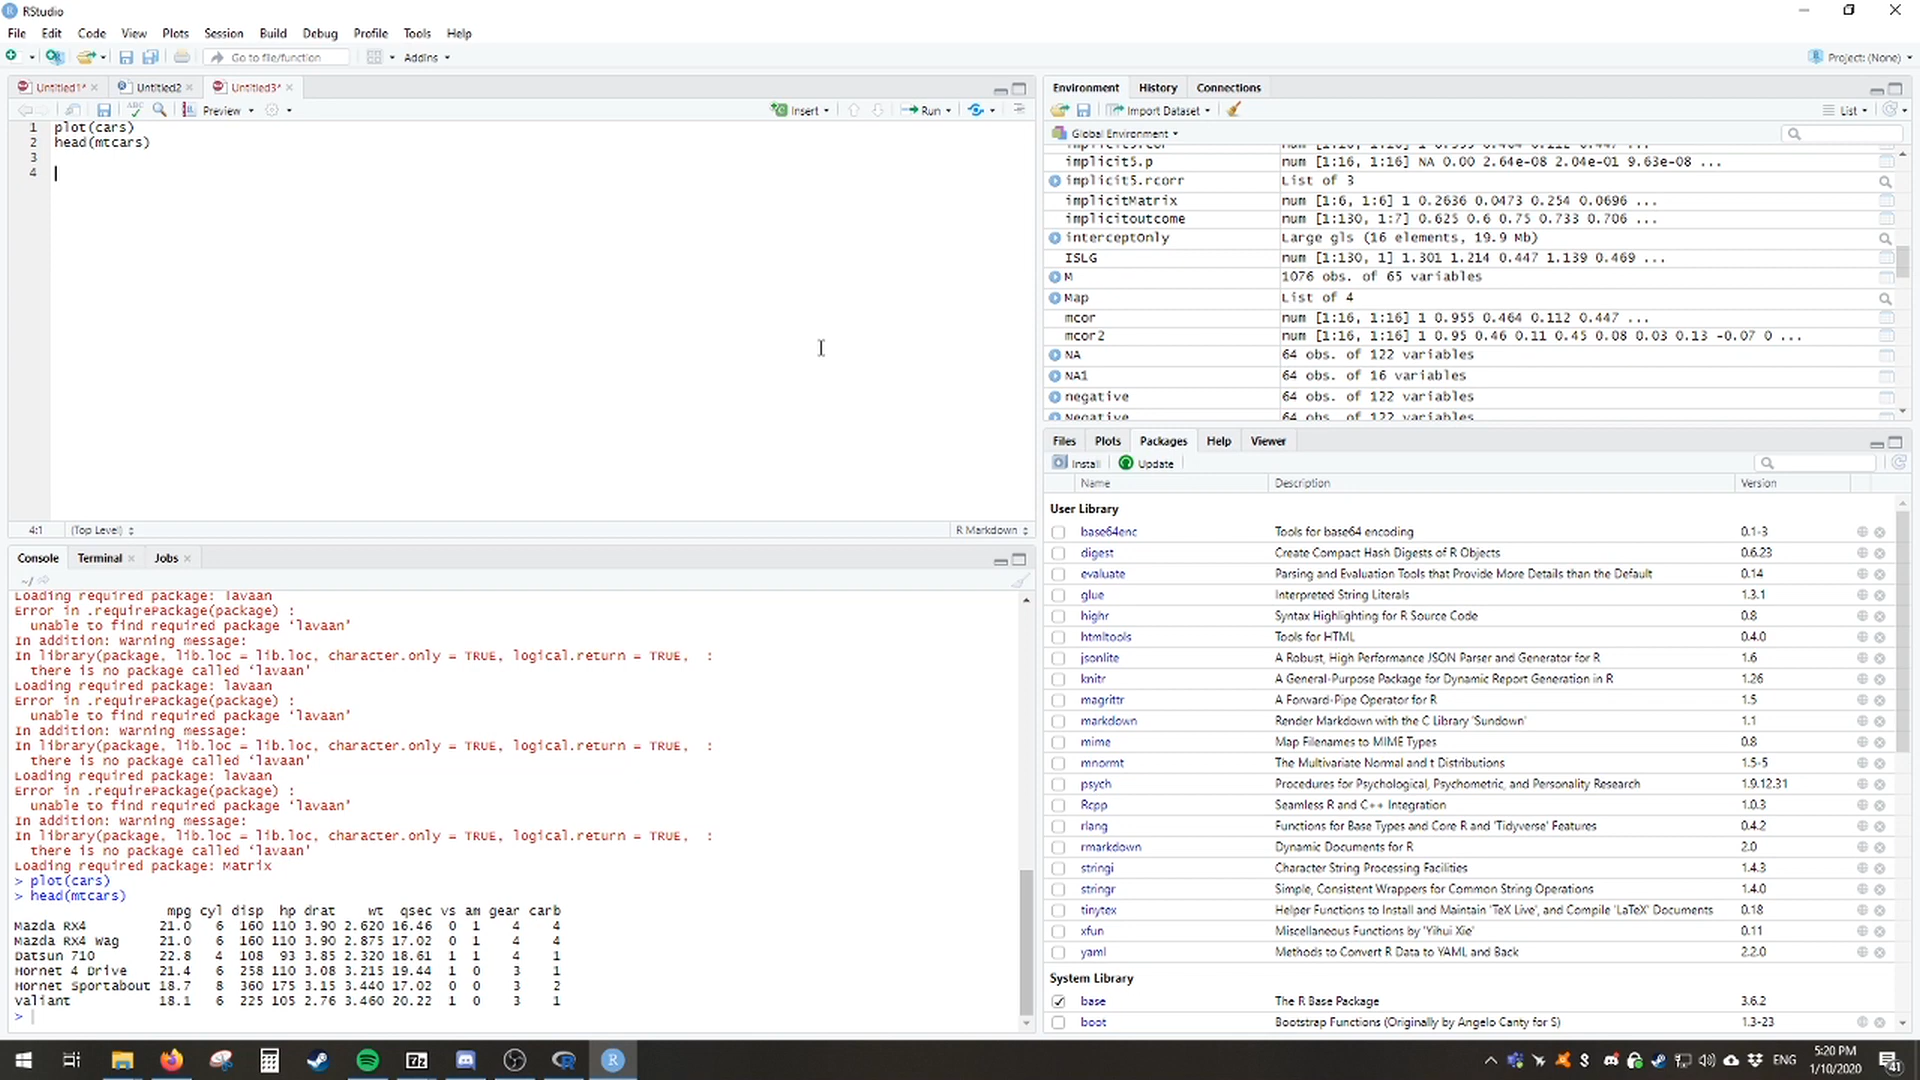 RStudio
File Edit Code View Plots Session Build Debug Profile Tools Help
Go to file/function Addins Project: (None)
Untitled1* Untitled2 Untitled3*
ABC Preview Insert Run
1 plot(cars)
2 head(mtcars)
3
4
4:1 (Top Level) R Markdown
Console Terminal Jobs
~/
Loading required package: lavaan
Error in .requirePackage(package) :
unable to find required package ‘lavaan’
In addition: warning message:
In library(package, lib.loc = lib.loc, character.only = TRUE, logical.return = TRUE, :
there is no package called ‘lavaan’
Loading required package: lavaan
Error in .requirePackage(package) :
unable to find required package ‘lavaan’
In addition: warning message:
In library(package, lib.loc = lib.loc, character.only = TRUE, logical.return = TRUE, :
there is no package called ‘lavaan’
Loading required package: lavaan
Error in .requirePackage(package) :
unable to find required package ‘lavaan’
In addition: warning message:
In library(package, lib.loc = lib.loc, character.only = TRUE, logical.return = TRUE, :
there is no package called ‘lavaan’
Loading required package: Matrix
> plot(cars)
> head(mtcars)
mpg cyl disp hp drat wt qsec vs am gear carb
Mazda RX4 21.0 6 160 110 3.90 2.620 16.46 0 1 4 4
Mazda RX4 Wag 21.0 6 160 110 3.90 2.875 17.02 0 1 4 4
Datsun 710 22.8 4 108 93 3.85 2.320 18.61 1 1 4 1
Hornet 4 Drive 21.4 6 258 110 3.08 3.215 19.44 1 0 3 1
Hornet Sportabout 18.7 8 360 175 3.15 3.440 17.02 0 0 3 2
Valiant 18.1 6 225 105 2.76 3.460 20.22 1 0 3 1
>
Environment History Connections
Import Dataset List
Global Environment
implicit5.p num [1:16, 1:16] NA 0.00 2.64e-08 2.04e-01 9.63e-08 ...
implicit5.rcorr List of 3
implicitMatrix num [1:6, 1:6] 1 0.2636 0.0473 0.254 0.0696 ...
implicitoutcome num [1:130, 1:7] 0.625 0.6 0.75 0.733 0.706 ...
interceptOnly Large gls (16 elements, 19.9 Mb)
ISLG num [1:130, 1] 1.301 1.214 0.447 1.139 0.469 ...
M 1076 obs. of 65 variables
Map List of 4
mcor num [1:16, 1:16] 1 0.955 0.464 0.112 0.447 ...
mcor2 num [1:16, 1:16] 1 0.95 0.46 0.11 0.45 0.08 0.03 0.13 -0.07 0 ...
NA 64 obs. of 122 variables
NA1 64 obs. of 16 variables
negative 64 obs. of 122 variables
Negative 64 obs. of 122 variables
Files Plots Packages Help Viewer
Install Update
Name Description Version
User Library
base64enc Tools for base64 encoding 0.1-3
digest Create Compact Hash Digests of R Objects 0.6.23
evaluate Parsing and Evaluation Tools that Provide More Details than the Default 0.14
glue Interpreted String Literals 1.3.1
highr Syntax Highlighting for R Source Code 0.8
htmltools Tools for HTML 0.4.0
jsonlite A Robust, High Performance JSON Parser and Generator for R 1.6
knitr A General-Purpose Package for Dynamic Report Generation in R 1.26
magrittr A Forward-Pipe Operator for R 1.5
markdown Render Markdown with the C Library 'Sundown' 1.1
mime Map Filenames to MIME Types 0.8
mnormt The Multivariate Normal and t Distributions 1.5-5
psych Procedures for Psychological, Psychometric, and Personality Research 1.9.12.31
Rcpp Seamless R and C++ Integration 1.0.3
rlang Functions for Base Types and Core R and 'Tidyverse' Features 0.4.2
rmarkdown Dynamic Documents for R 2.0
stringi Character String Processing Facilities 1.4.3
stringr Simple, Consistent Wrappers for Common String Operations 1.4.0
tinytex Helper Functions to Install and Maintain 'TeX Live', and Compile 'LaTeX' Documents 0.18
xfun Miscellaneous Functions by 'Yihui Xie' 0.11
yaml Methods to Convert R Data to YAML and Back 2.2.0
System Library
base The R Base Package 3.6.2
boot Bootstrap Functions (Originally by Angelo Canty for S) 1.3-23
ENG 5:20 PM
1/10/2020 41